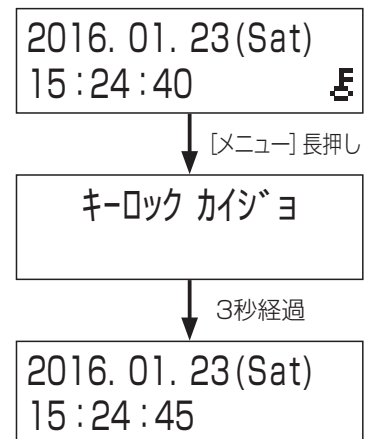 2016. 01. 23(Sat)
15:24:40
[メニュー] 長押し
キーロック カイジョ
3秒経過
2016. 01. 23(Sat)
15:24:45